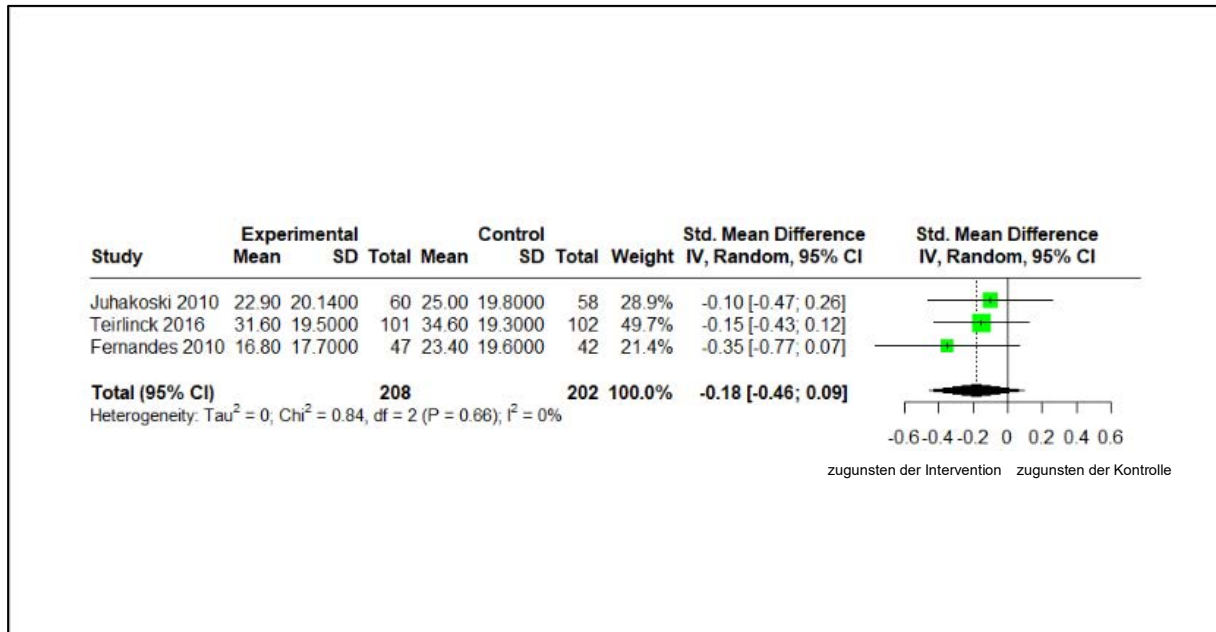 Experimental Control Std. Mean Difference Std. Mean Difference
Study Mean SD Total Mean SD Total Weight IV, Random, 95% CI IV, Random, 95% CI
Juhakoski 2010 22.90 20.1400 60 25.00 19.8000 58 28.9% -0.10 [-0.47; 0.26]
Teirlinck 2016 31.60 19.5000 101 34.60 19.3000 102 49.7% -0.15 [-0.43; 0.12]
Fernandes 2010 16.80 17.7000 47 23.40 19.6000 42 21.4% -0.35 [-0.77; 0.07]
Total (95% CI) 208 202 100.0% -0.18 [-0.46; 0.09]
Heterogeneity: Tau² = 0; Chi² = 0.84, df = 2 (P = 0.66); I² = 0%
-0.6 -0.4 -0.2 0 0.2 0.4 0.6
zugunsten der Intervention zugunsten der Kontrolle